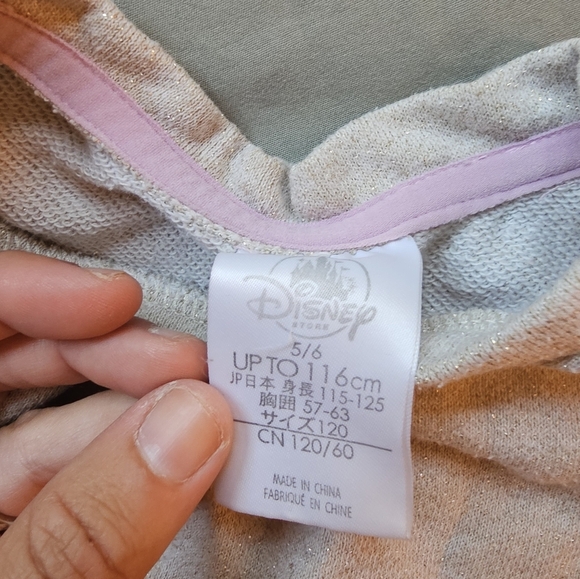 Disney
STORE
5/6
UP TO 116cm
JP日本 身長 115-125
胸囲 57-63
サイズ120
CN 120/60
MADE IN CHINA
FABRIQUÉ EN CHINE